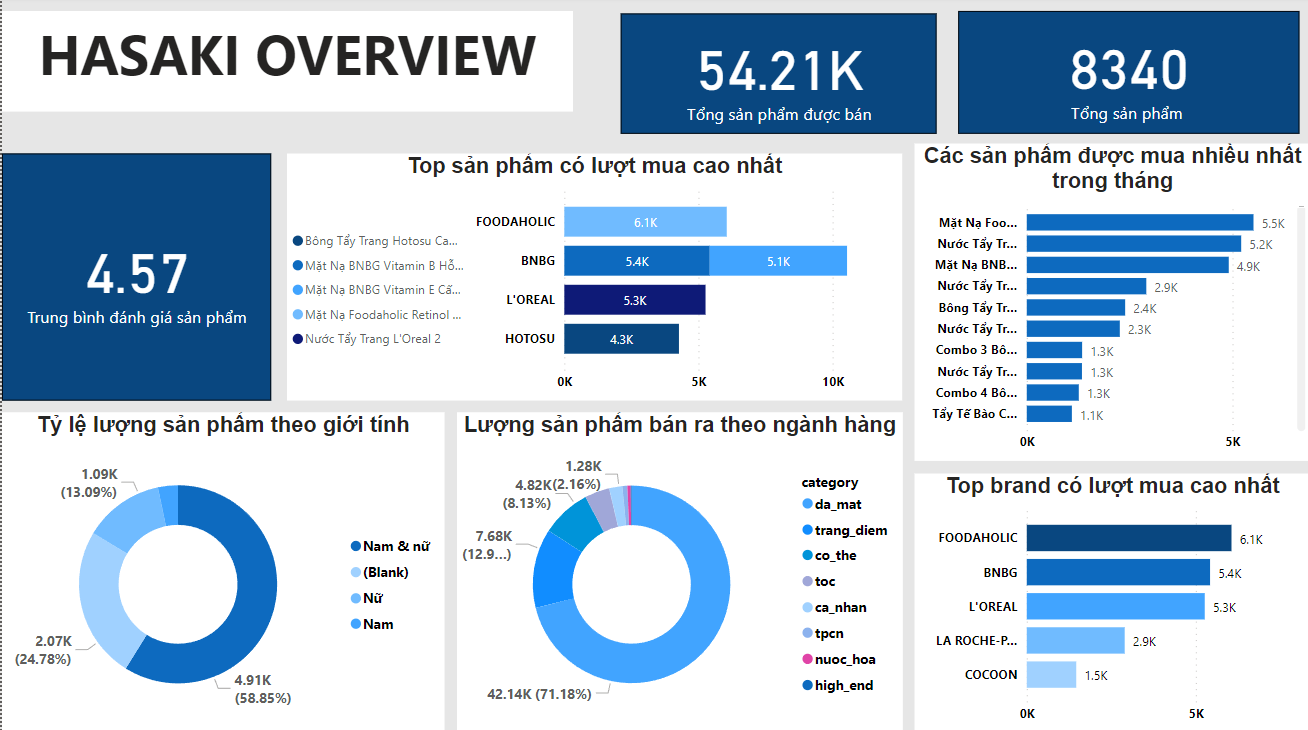 HASAKI OVERVIEW
54.21K
Tổng sản phẩm được bán
8340
Tổng sản phẩm
4.57
Trung bình đánh giá sản phẩm
Top sản phẩm có lượt mua cao nhất
Bông Tẩy Trang Hotosu Ca...
Mặt Nạ BNBG Vitamin B Hỗ...
Mặt Nạ BNBG Vitamin E Cấ...
Mặt Nạ Foodaholic Retinol ...
Nước Tẩy Trang L'Oreal 2
FOODAHOLIC 6.1K
BNBG 5.4K 5.1K
L'OREAL 5.3K
HOTOSU 4.3K
0K 5K 10K
Các sản phẩm được mua nhiều nhất
trong tháng
Mặt Nạ Foo... 5.5K
Nước Tẩy Tr... 5.2K
Mặt Nạ BNB... 4.9K
Nước Tẩy Tr... 2.9K
Bông Tẩy Tr... 2.4K
Nước Tẩy Tr... 2.3K
Combo 3 Bô... 1.3K
Nước Tẩy Tr... 1.3K
Combo 4 Bô... 1.3K
Tẩy Tế Bào C... 1.1K
0K 5K
Tỷ lệ lượng sản phẩm theo giới tính
1.09K
(13.09%)
2.07K
(24.78%)
4.91K
(58.85%)
Nam & nữ
(Blank)
Nữ
Nam
Lượng sản phẩm bán ra theo ngành hàng
1.28K
(2.16%)
4.82K
(8.13%)
7.68K
(12.9...)
42.14K (71.18%)
category
da_mat
trang_diem
co_the
toc
ca_nhan
tpcn
nuoc_hoa
high_end
Top brand có lượt mua cao nhất
FOODAHOLIC 6.1K
BNBG 5.4K
L'OREAL 5.3K
LA ROCHE-P... 2.9K
COCOON 1.5K
0K 5K